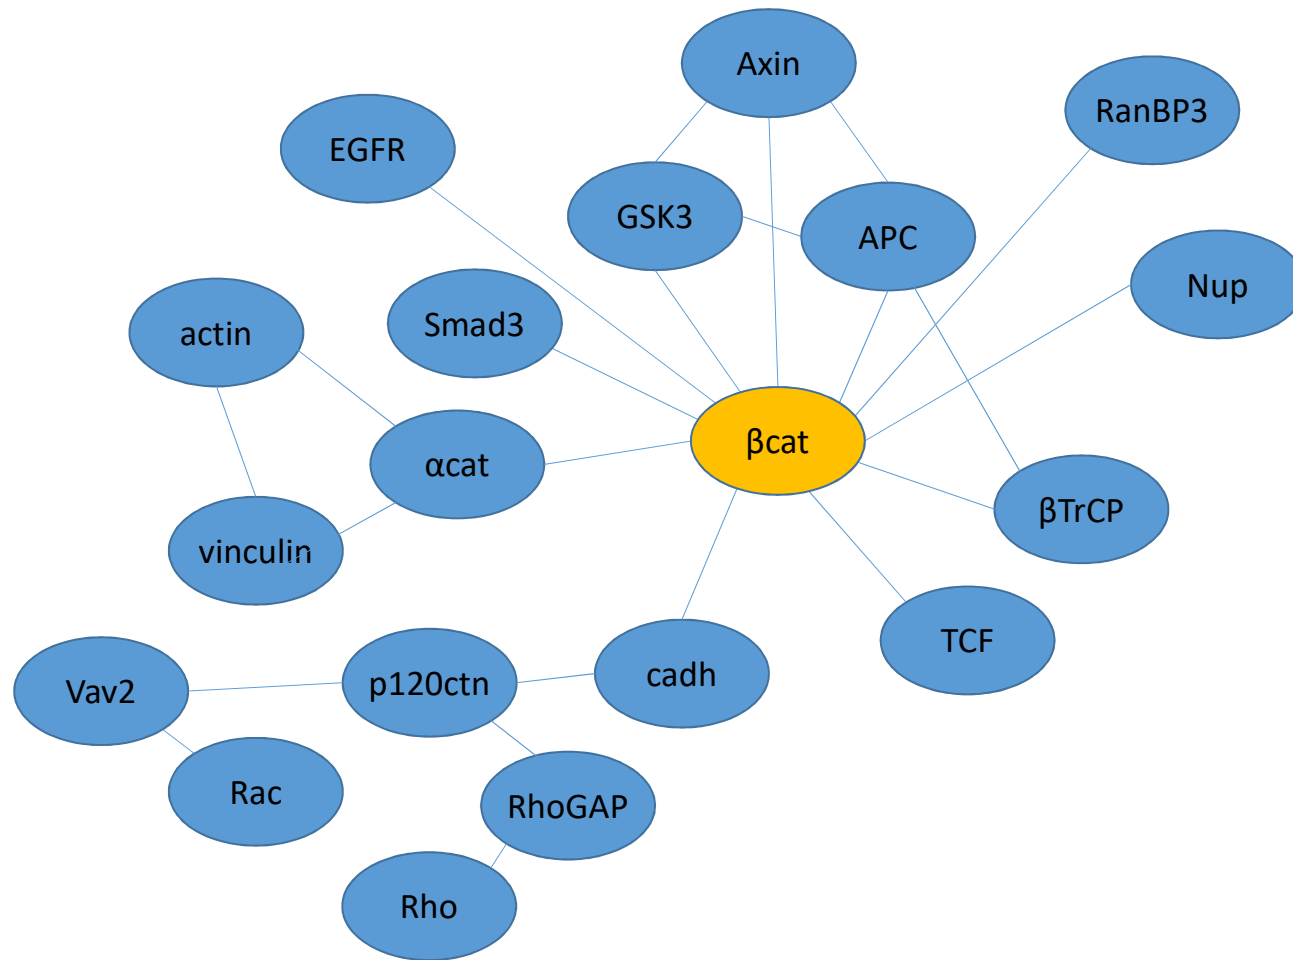 Axin
RanBP3
EGFR
GSK3
APC
Nup
Smad3
actin
βcat
αcat
βTrCP
vinculin
TCF
cadh
p120ctn
Vav2
Rac
RhoGAP
Rho